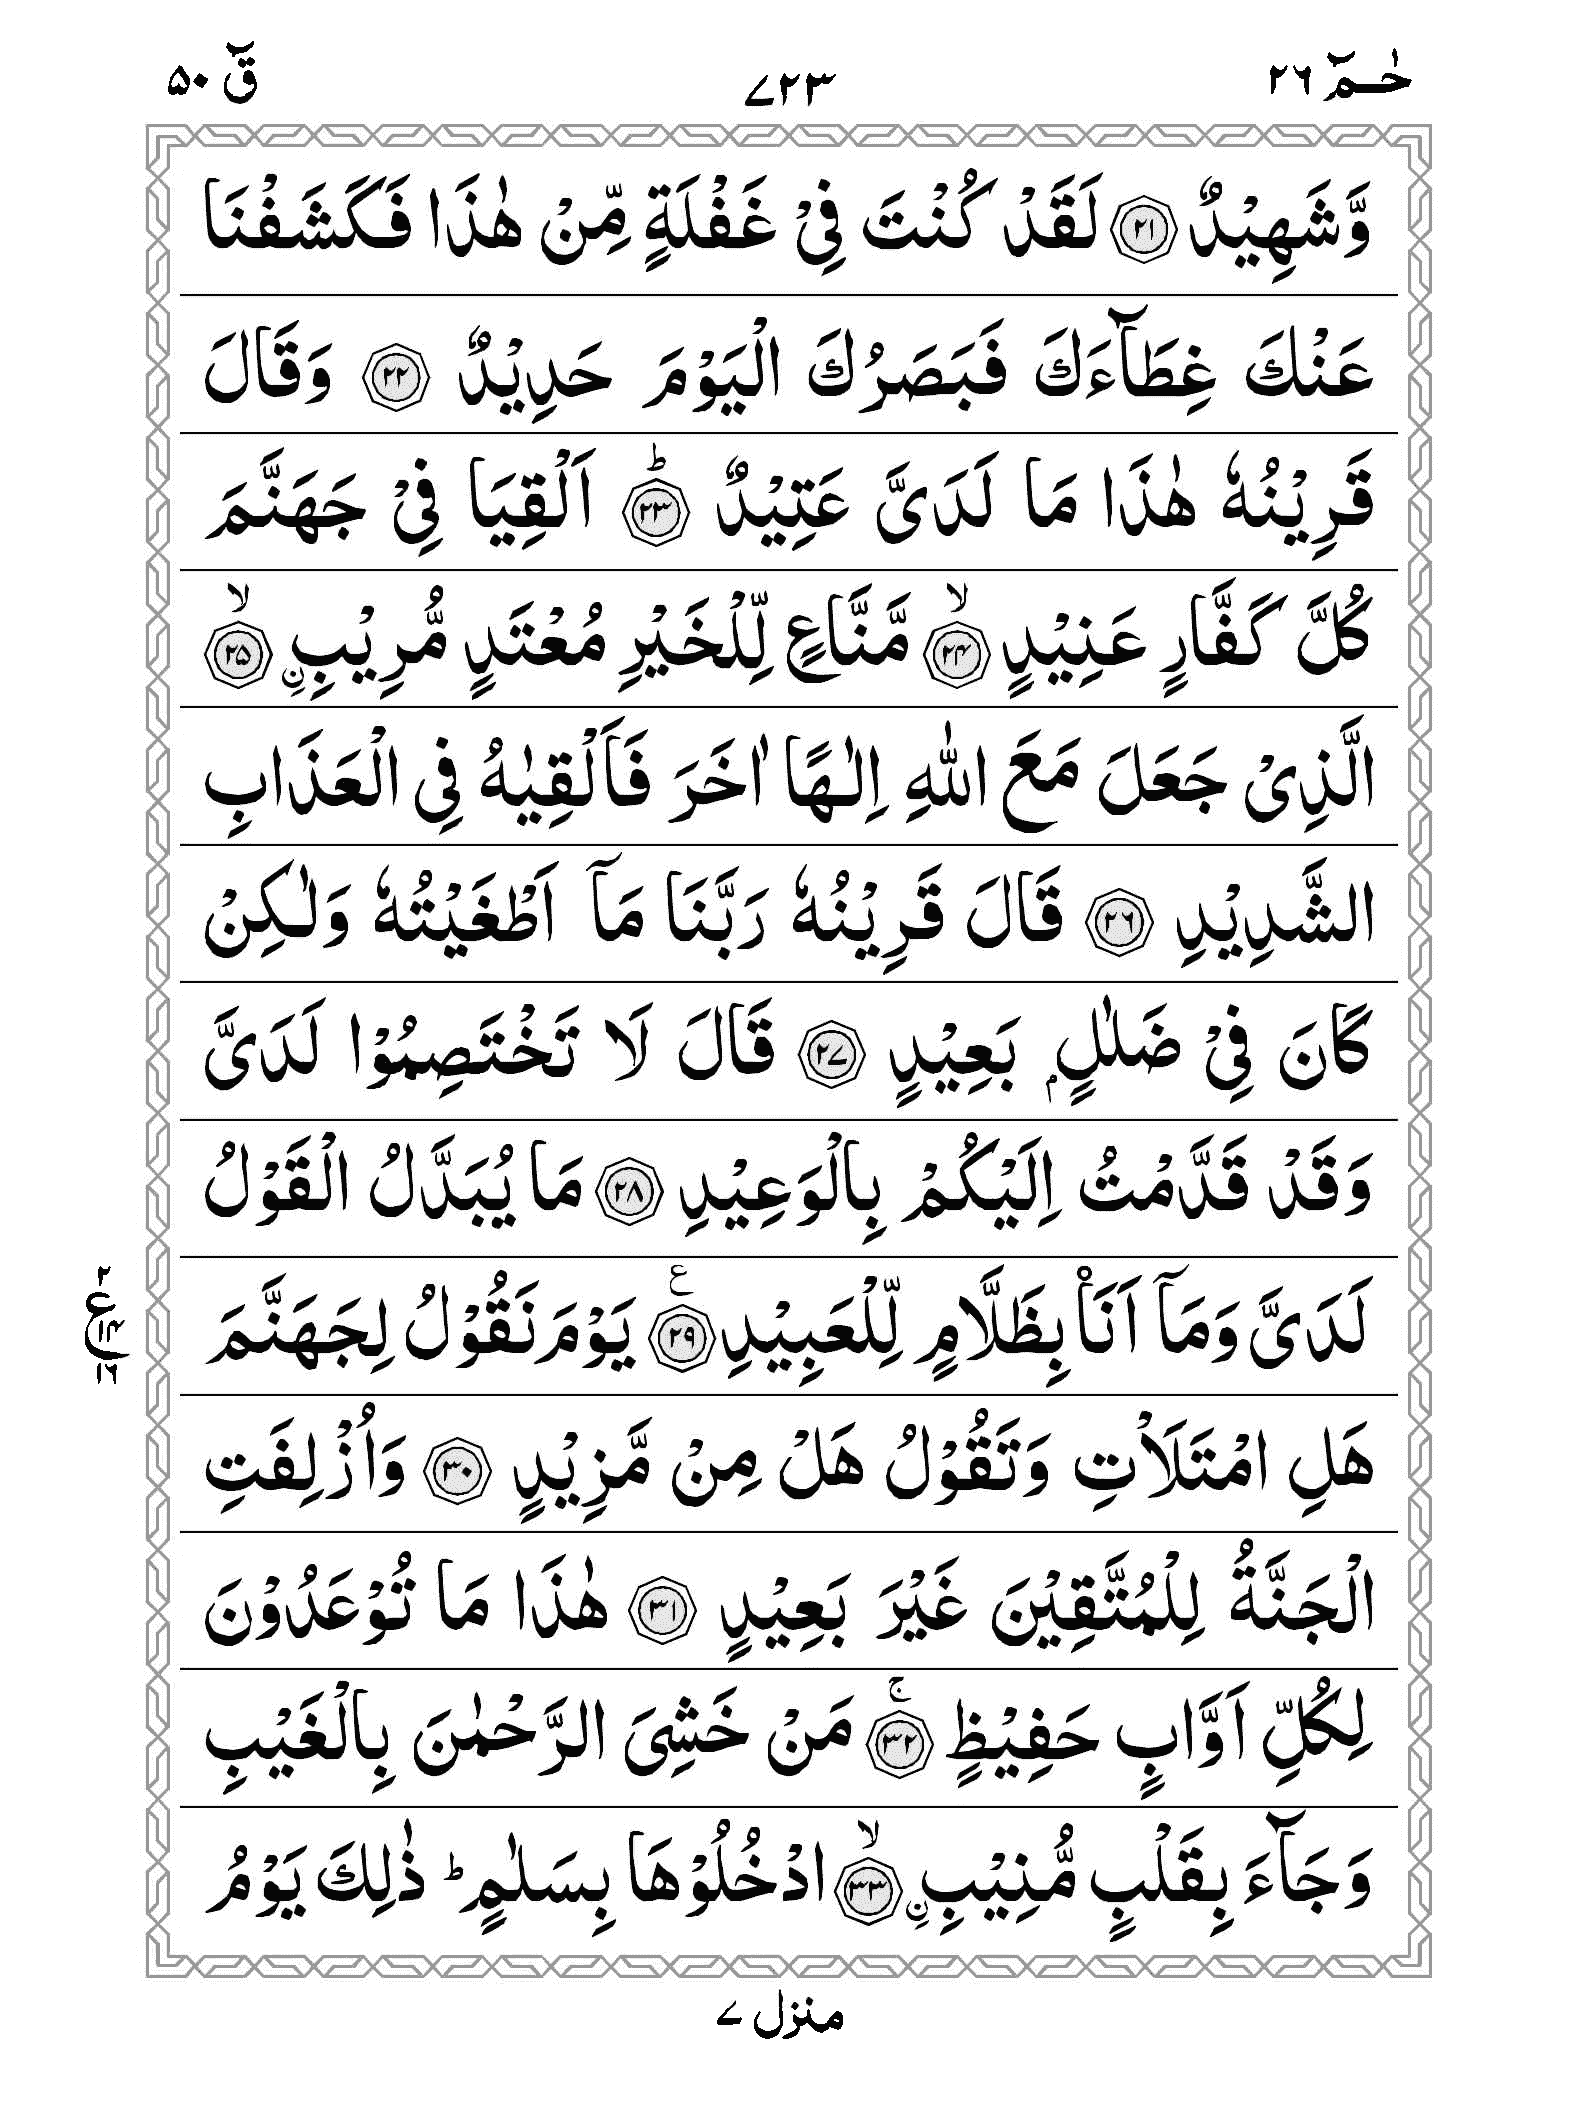 حٰـمٓ ٢٦ ٧٢٣ قٓ ٥٠
وَّشَهِيْدٌ ﴿٢١﴾ لَقَدْ كُنْتَ فِيْ غَفْلَةٍ مِّنْ هٰذَا فَكَشَفْنَا
عَنْكَ غِطَآءَكَ فَبَصَرُكَ الْيَوْمَ حَدِيْدٌ ﴿٢٢﴾ وَقَالَ
قَرِيْنُهٗ هٰذَا مَا لَدَيَّ عَتِيْدٌ ؕ﴿٢٣﴾ اَلْقِيَا فِيْ جَهَنَّمَ
كُلَّ كَفَّارٍ عَنِيْدٍ ۙ﴿٢٤﴾ مَّنَّاعٍ لِّلْخَيْرِ مُعْتَدٍ مُّرِيْبِ ۨ ۙ﴿٢٥﴾
الَّذِيْ جَعَلَ مَعَ اللّٰهِ اِلٰهًا اٰخَرَ فَاَلْقِيٰهُ فِي الْعَذَابِ
الشَّدِيْدِ ﴿٢٦﴾ قَالَ قَرِيْنُهٗ رَبَّنَا مَآ اَطْغَيْتُهٗ وَلٰكِنْ
كَانَ فِيْ ضَلٰلٍۭ بَعِيْدٍ ﴿٢٧﴾ قَالَ لَا تَخْتَصِمُوْا لَدَيَّ
وَقَدْ قَدَّمْتُ اِلَيْكُمْ بِالْوَعِيْدِ ﴿٢٨﴾ مَا يُبَدَّلُ الْقَوْلُ
لَدَيَّ وَمَآ اَنَا۠ بِظَلَّامٍ لِّلْعَبِيْدِ ﴿٢٩﴾ ع يَوْمَ نَقُوْلُ لِجَهَنَّمَ
٢ ع ١٤ ١٦
هَلِ امْتَلَاْتِ وَتَقُوْلُ هَلْ مِنْ مَّزِيْدٍ ﴿٣٠﴾ وَاُزْلِفَتِ
الْجَنَّةُ لِلْمُتَّقِيْنَ غَيْرَ بَعِيْدٍ ﴿٣١﴾ هٰذَا مَا تُوْعَدُوْنَ
لِكُلِّ اَوَّابٍ حَفِيْظٍ ۚ﴿٣٢﴾ مَنْ خَشِيَ الرَّحْمٰنَ بِالْغَيْبِ
وَجَآءَ بِقَلْبٍ مُّنِيْبِ ۨ ۙ﴿٣٣﴾ ادْخُلُوْهَا بِسَلٰمٍ ؕ ذٰلِكَ يَوْمُ
منزل ٧